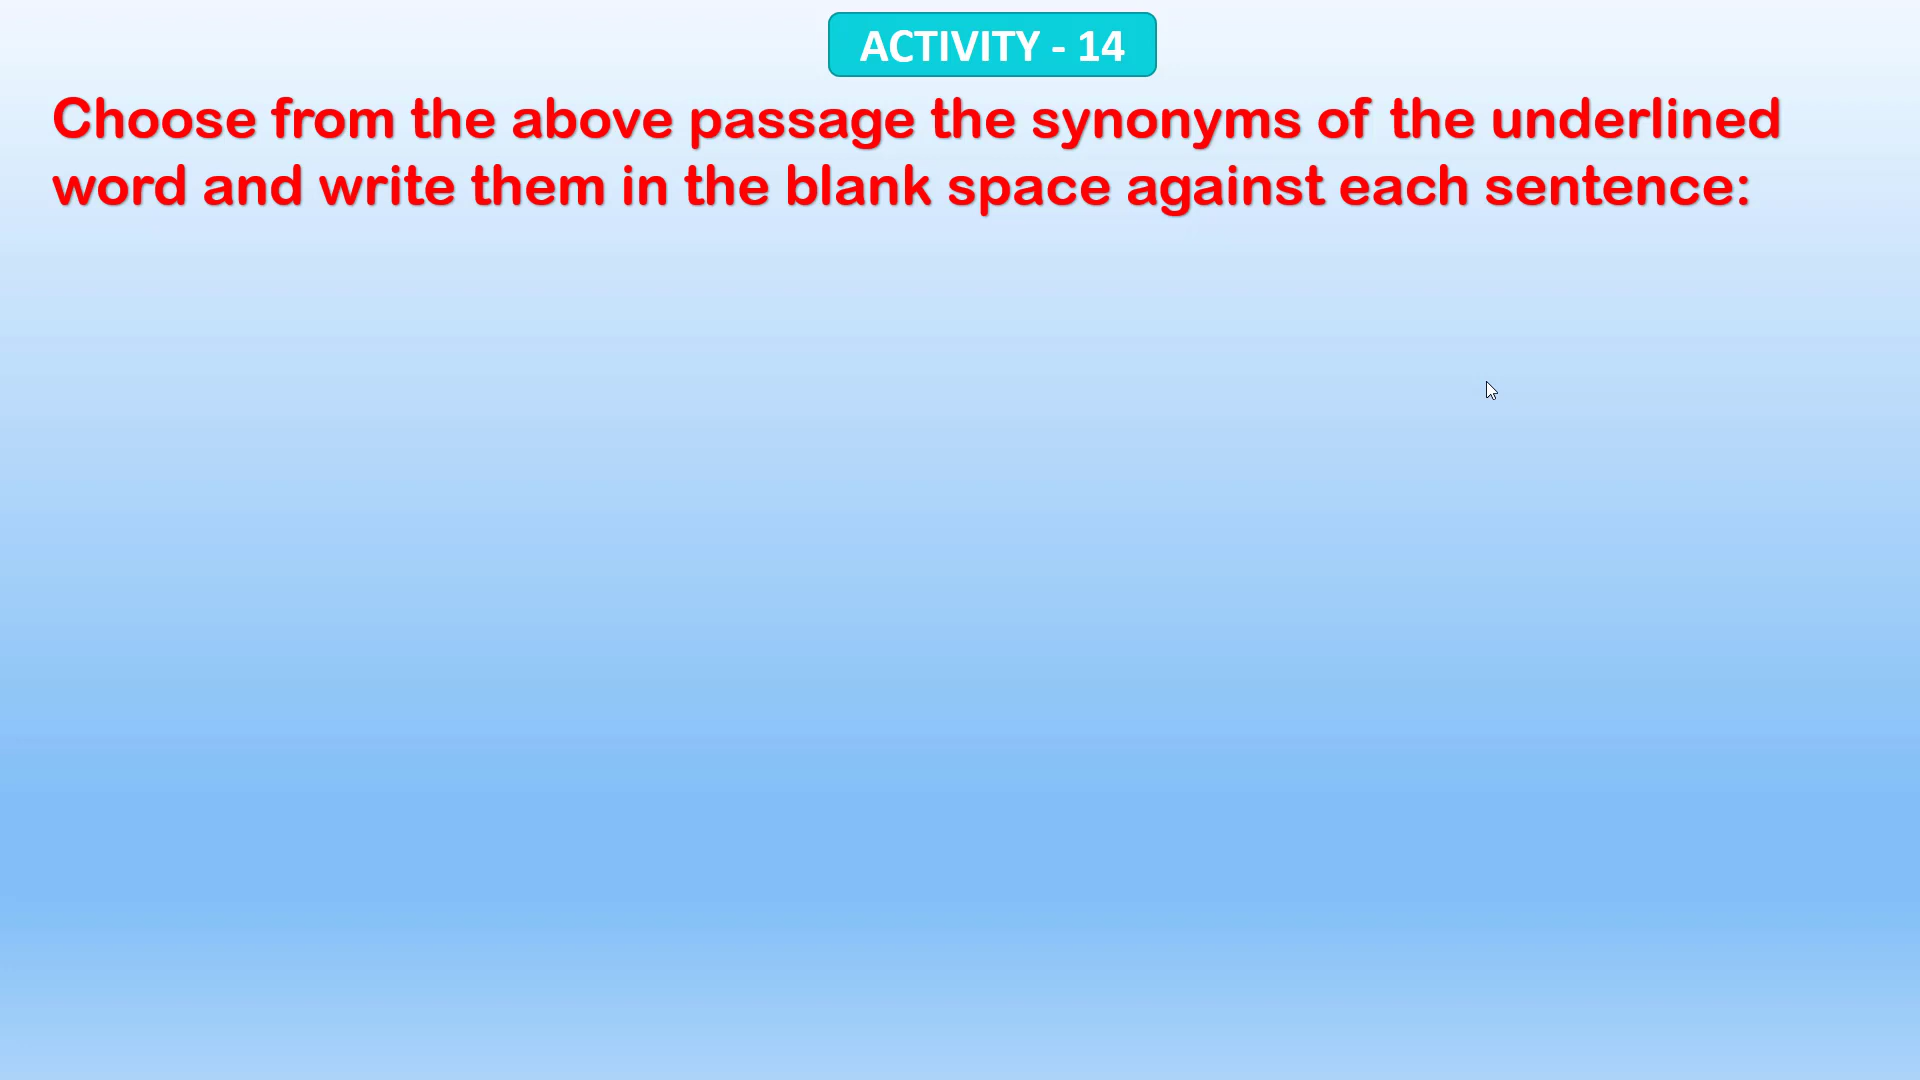 ACTIVITY - 14
Choose from the above passage the synonyms of the underlined
word and write them in the blank space against each sentence: